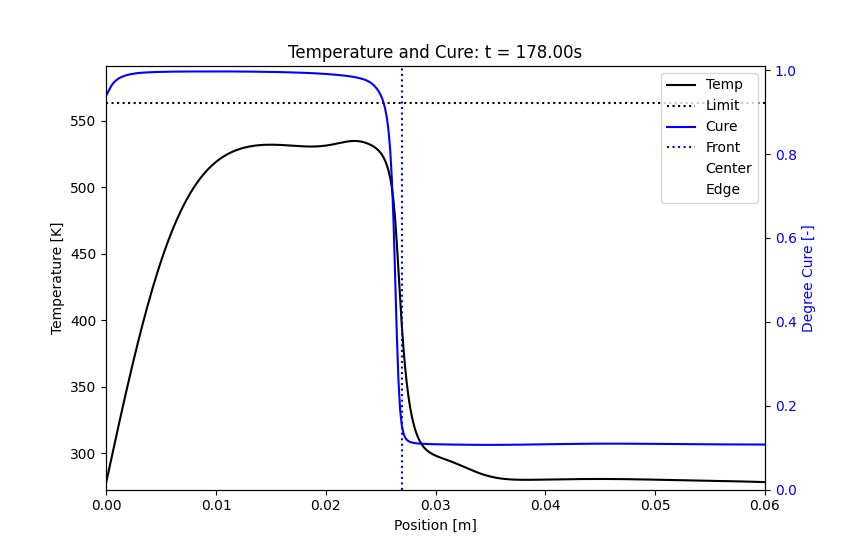 Temperature and Cure: t = 178.00s
Temp
Limit
Cure
Front
Center
Edge
Temperature [K]
550
500
450
400
350
300
Degree Cure [-]
1.0
0.8
0.6
0.4
0.2
0.0
0.00 0.01 0.02 0.03 0.04 0.05 0.06
Position [m]